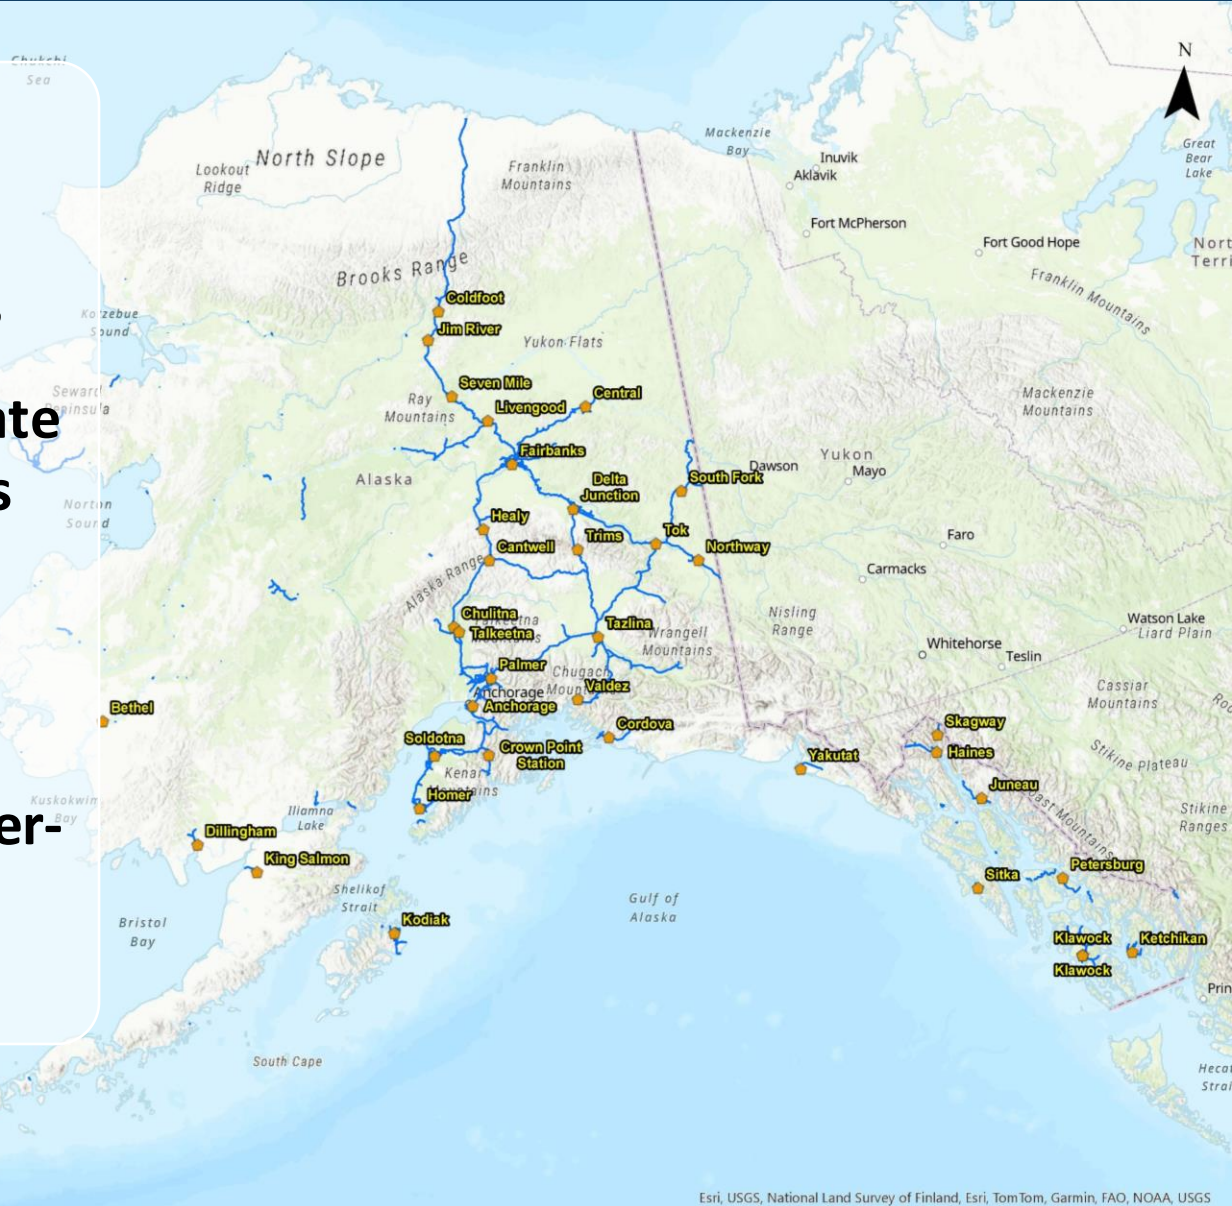 Chukchi
Sea
N
Mackenzie
Bay
Great
Bear
Lake
Inuvik
Aklavik
North Slope
Lookout
Ridge
Franklin
Mountains
Fort McPherson
Fort Good Hope
Nort
Terri
Brooks Range
Franklin Mountains
Coldfoot
Kotzebue
Sound
Jim River
Yukon Flats
Seven Mile
Central
Seward
Peninsula
Ray
Mountains
Livengood
Mackenzie
Mountains
ate
Fairbanks
Yukon
Dawson
Mayo
Alaska
Delta
Junction
South Fork
s
Norton
Sound
Healy
Trims
Tok
Faro
Cantwell
Northway
Carmacks
Alaska Range
Chulitna
Talkeetna
Mountains
Talkeetna
Tazlina
Wrangell
Mountains
Nisling
Range
Watson Lake
Liard Plain
Whitehorse
Teslin
Palmer
Chugach
Mountains
Anchorage
Valdez
Anchorage
Cassiar
Mountains
Ro
Bethel
Cordova
Skagway
Soldotna
Crown Point
Station
Haines
Yakutat
Stikine Plateau
Kenai
Mountains
Juneau
Homer
Coast Mountains
Stikine
Ranges
Kuskokwim
Bay
Iliamna
Lake
er-
Dillingham
King Salmon
Petersburg
Sitka
Shelikof
Strait
Gulf of
Alaska
Bristol
Bay
Kodiak
Klawock
Ketchikan
Klawock
Prin
South Cape
Hecat
Strai
Esri, USGS, National Land Survey of Finland, Esri, TomTom, Garmin, FAO, NOAA, USGS